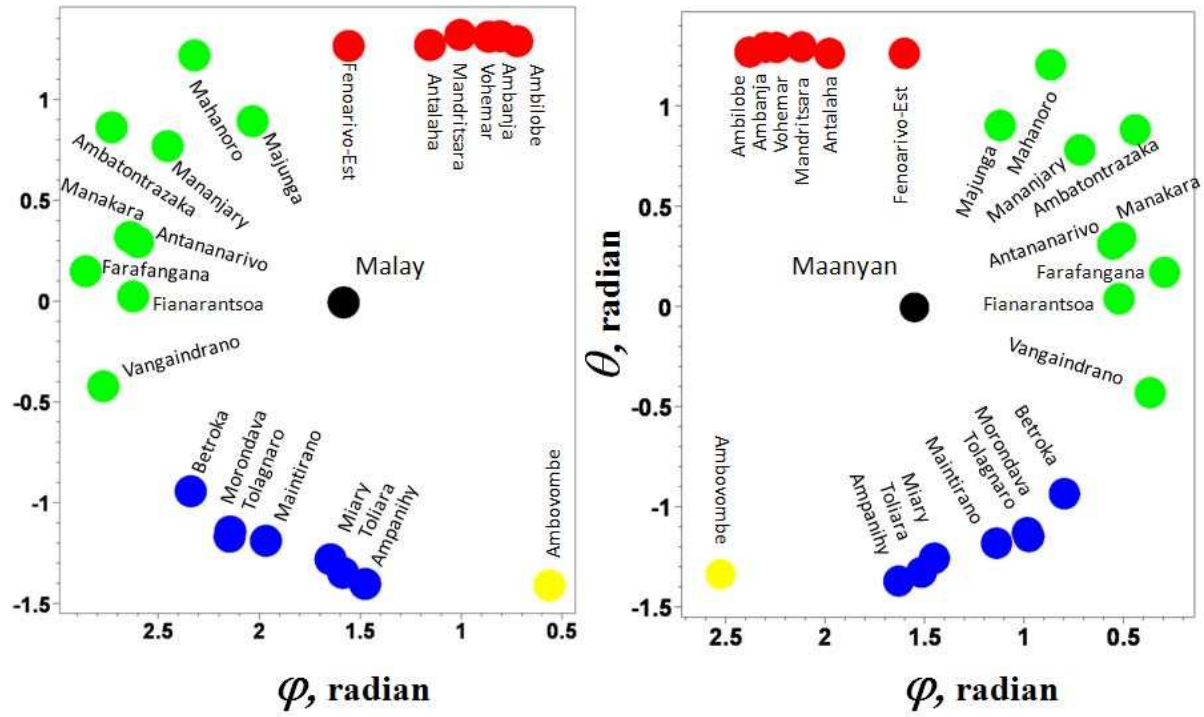 Mahanoro
Majunga
Ambatontrazaka
Mananjary
Manakara
Antananarivo
Farafangana
Fianarantsoa
Vangaindrano
Fenoarivo-Est
Antalaha
Mandritsara
Vohemar
Ambanja
Ambilobe
Malay
Betroka
Morondava
Tolagnaro
Maintirano
Miary
Toliara
Ampanihy
Ambovombe
1
0.5
0
-0.5
-1
-1.5
2.5 2 1.5 1 0.5
φ, radian
θ, radian
Ambilobe
Ambanja
Vohemar
Mandritsara
Antalaha
Fenoarivo-Est
Majunga
Mahanoro
Mananjary
Ambatontrazaka
Manakara
Antananarivo
Farafangana
Fianarantsoa
Vangaindrano
Maanyan
Ambovombe
Ampanihy
Toliara
Miary
Maintirano
Tolagnaro
Morondava
Betroka
1
0.5
0
-0.5
-1
-1.5
2.5 2 1.5 1 0.5
φ, radian